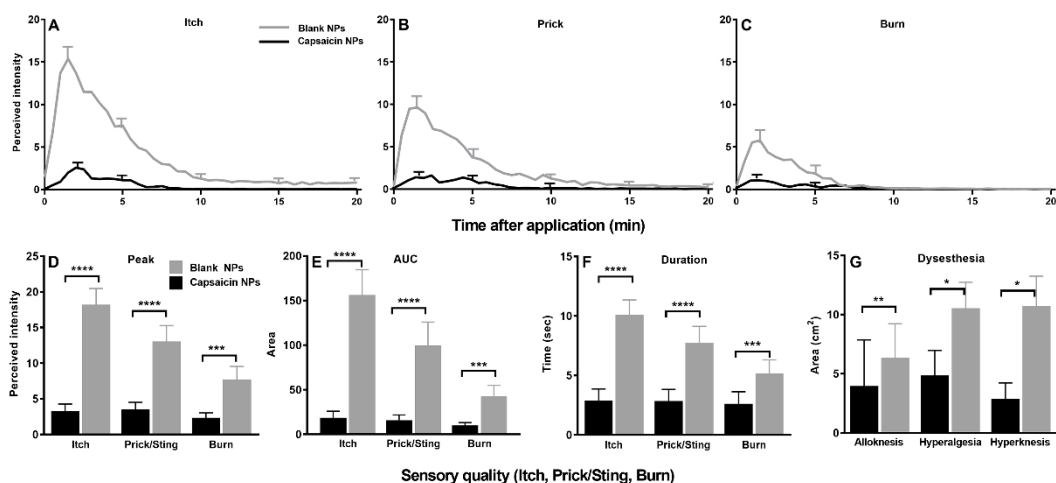 A Itch
Blank NPs
Capsaicin NPs
Perceived intensity
20
15
10
5
0
0 5 10 15 20
B Prick
20
15
10
5
0
0 5 10 15 20
C Burn
20
15
10
5
0
0 5 10 15 20
Time after application (min)
D Peak
Blank NPs
Capsaicin NPs
Perceived intensity
25
20
15
10
5
0
****
****
***
Itch Prick/Sting Burn
E AUC
Area
200
150
100
50
0
****
****
***
Itch Prick/Sting Burn
F Duration
Time (sec)
15
10
5
0
****
****
***
Itch Prick/Sting Burn
G Dysesthesia
Area (cm²)
15
10
5
0
**
*
*
Alloknesis Hyperalgesia Hyperknesis
Sensory quality (Itch, Prick/Sting, Burn)